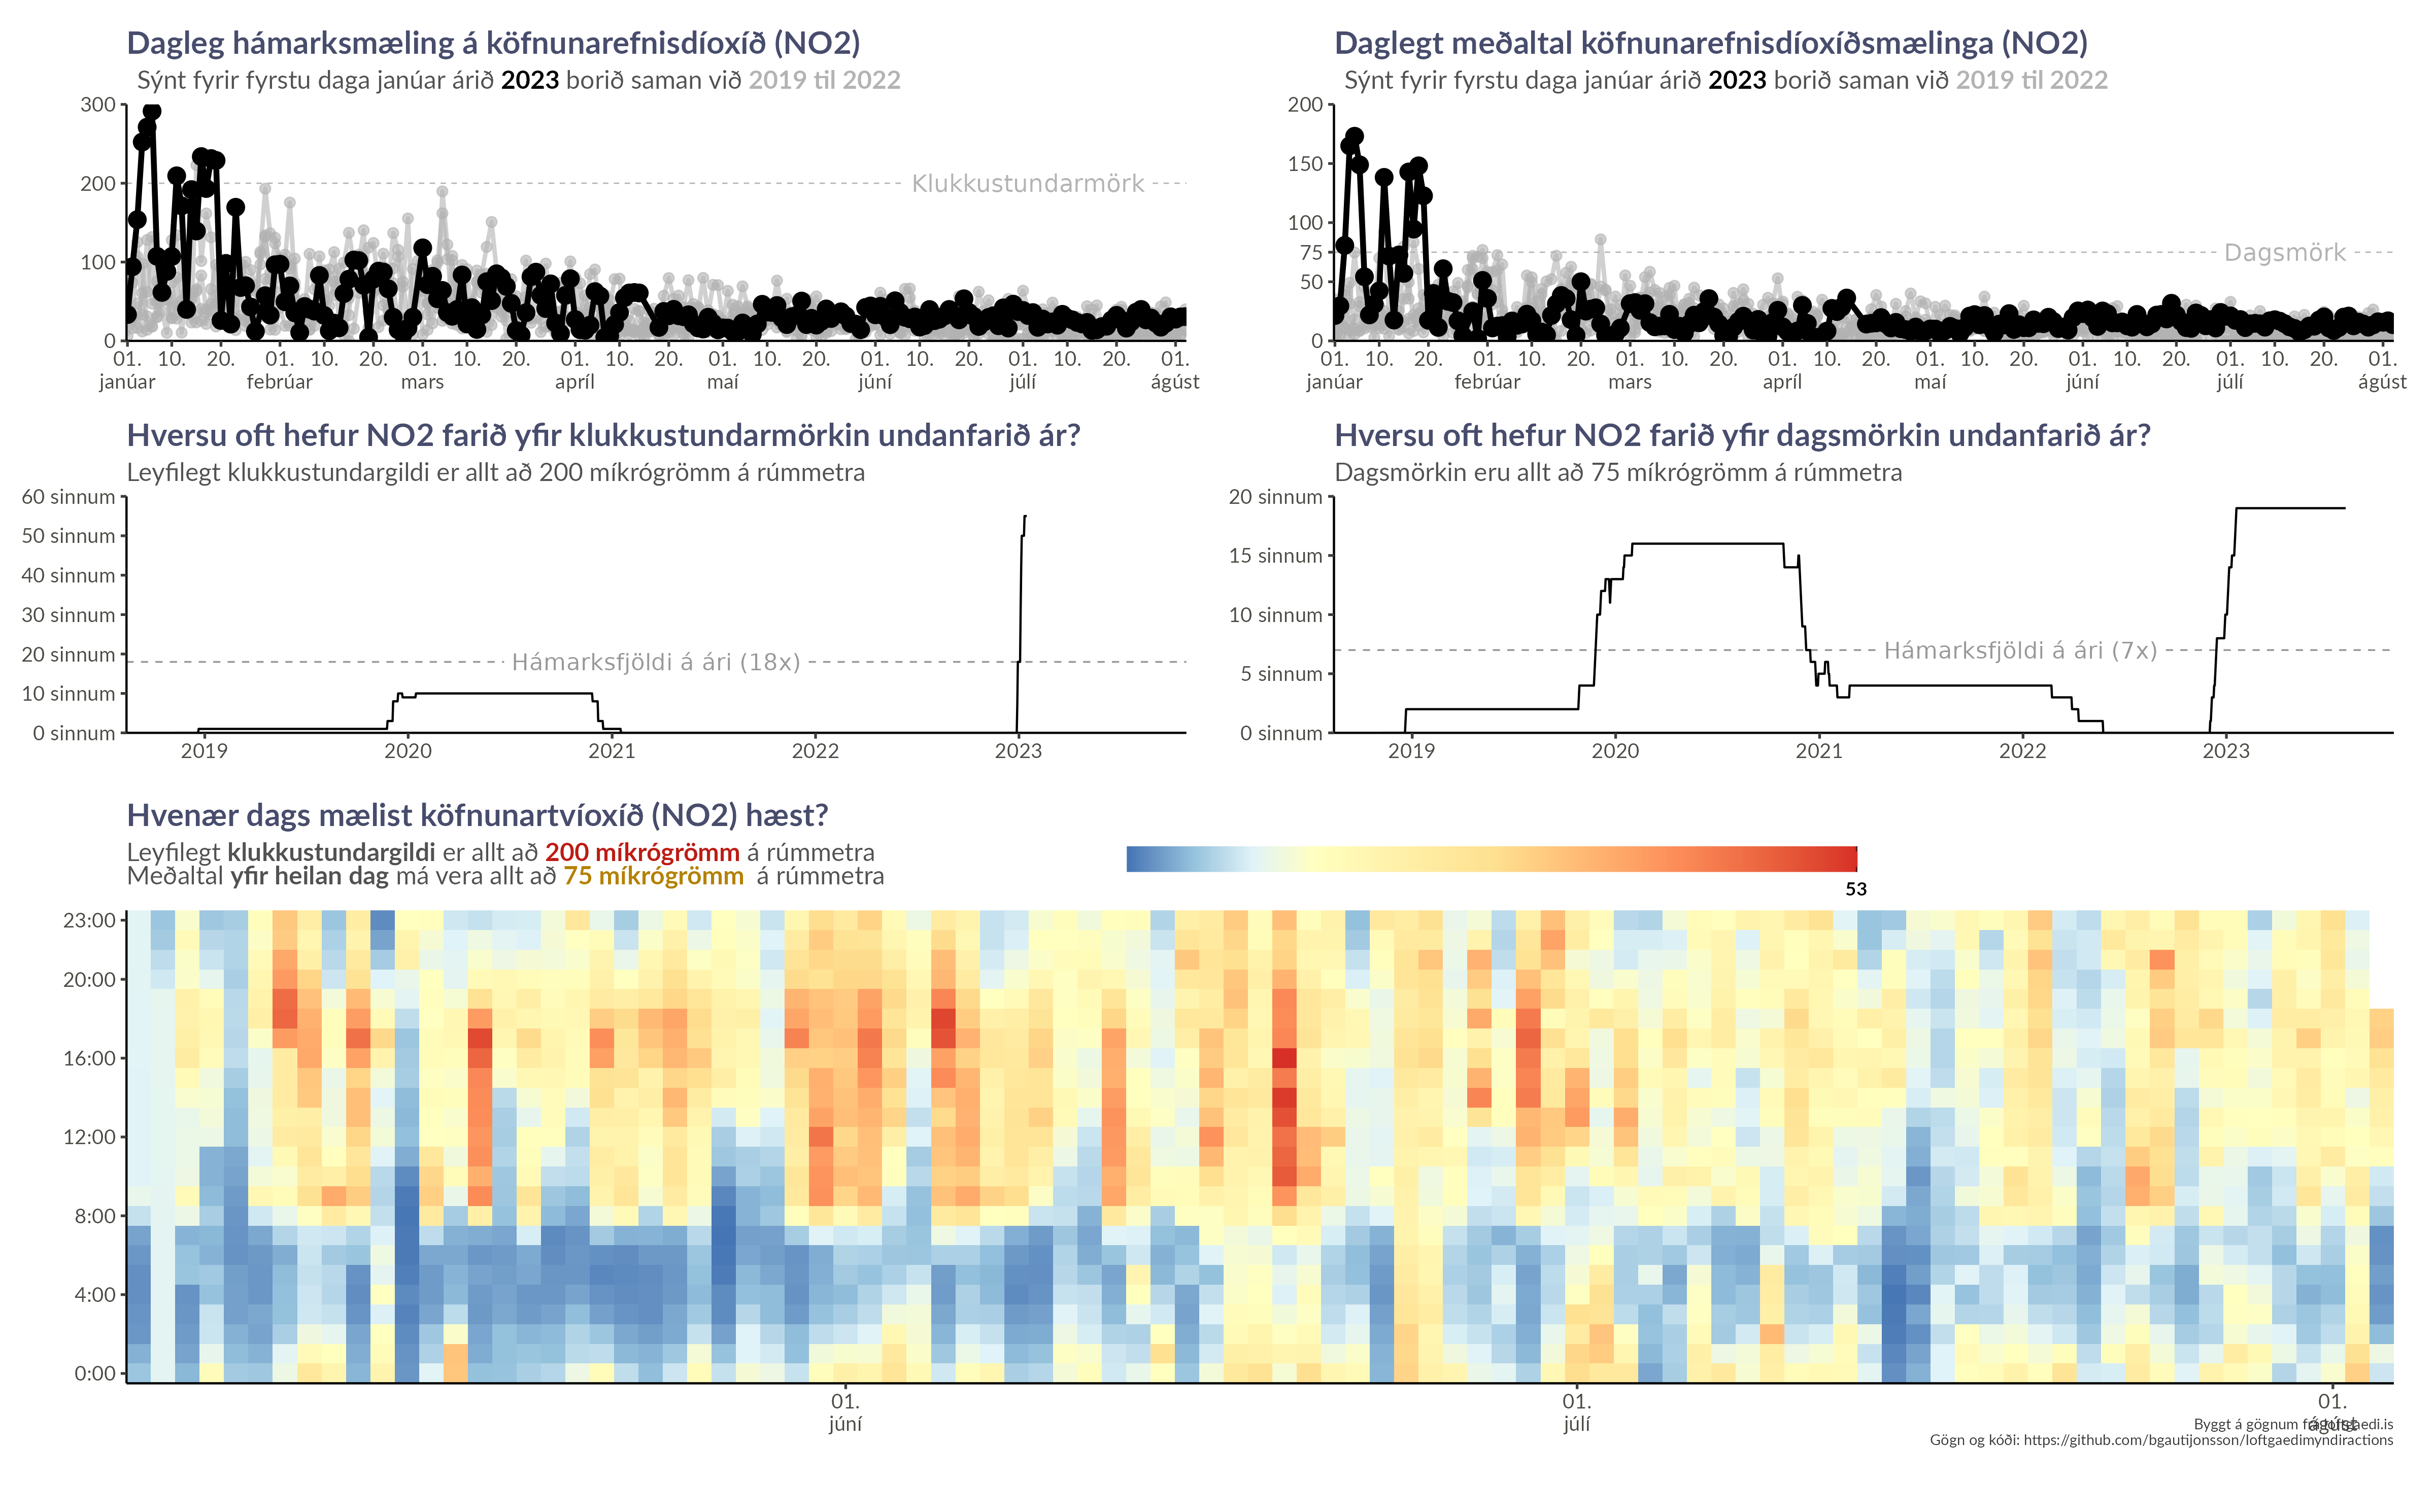 Dagleg hámarksmæling á köfnunarefnisdíoxíð (NO2)
Sýnt fyrir fyrstu daga janúar árið 2023 borið saman við 2019 til 2022
300
200
100
0
Klukkustundarmörk
01. 10. 20. 01. 10. 20. 01. 10. 20. 01. 10. 20. 01. 10. 20. 01. 10. 20. 01. 10. 20. 01.
janúar febrúar mars apríl maí júní júlí ágúst
Daglegt meðaltal köfnunarefnisdíoxíðsmælinga (NO2)
Sýnt fyrir fyrstu daga janúar árið 2023 borið saman við 2019 til 2022
200
150
100
75
50
0
Dagsmörk
01. 10. 20. 01. 10. 20. 01. 10. 20. 01. 10. 20. 01. 10. 20. 01. 10. 20. 01. 10. 20. 01.
janúar febrúar mars apríl maí júní júlí ágúst
Hversu oft hefur NO2 farið yfir klukkustundarmörkin undanfarið ár?
Leyfilegt klukkustundargildi er allt að 200 míkrógrömm á rúmmetra
60 sinnum
50 sinnum
40 sinnum
30 sinnum
20 sinnum
10 sinnum
0 sinnum
Hámarksfjöldi á ári (18x)
2019 2020 2021 2022 2023
Hversu oft hefur NO2 farið yfir dagsmörkin undanfarið ár?
Dagsmörkin eru allt að 75 míkrógrömm á rúmmetra
20 sinnum
15 sinnum
10 sinnum
5 sinnum
0 sinnum
Hámarksfjöldi á ári (7x)
2019 2020 2021 2022 2023
Hvenær dags mælist köfnunartvíoxíð (NO2) hæst?
Leyfilegt klukkustundargildi er allt að 200 míkrógrömm á rúmmetra
Meðaltal yfir heilan dag má vera allt að 75 míkrógrömm á rúmmetra
53
23:00
20:00
16:00
12:00
8:00
4:00
0:00
01. 01. 01.
júní júlí ágúst
Byggt á gögnum frá loftgaedi.is
Gögn og kóði: https://github.com/bgautijonsson/loftgaedimyndiractions